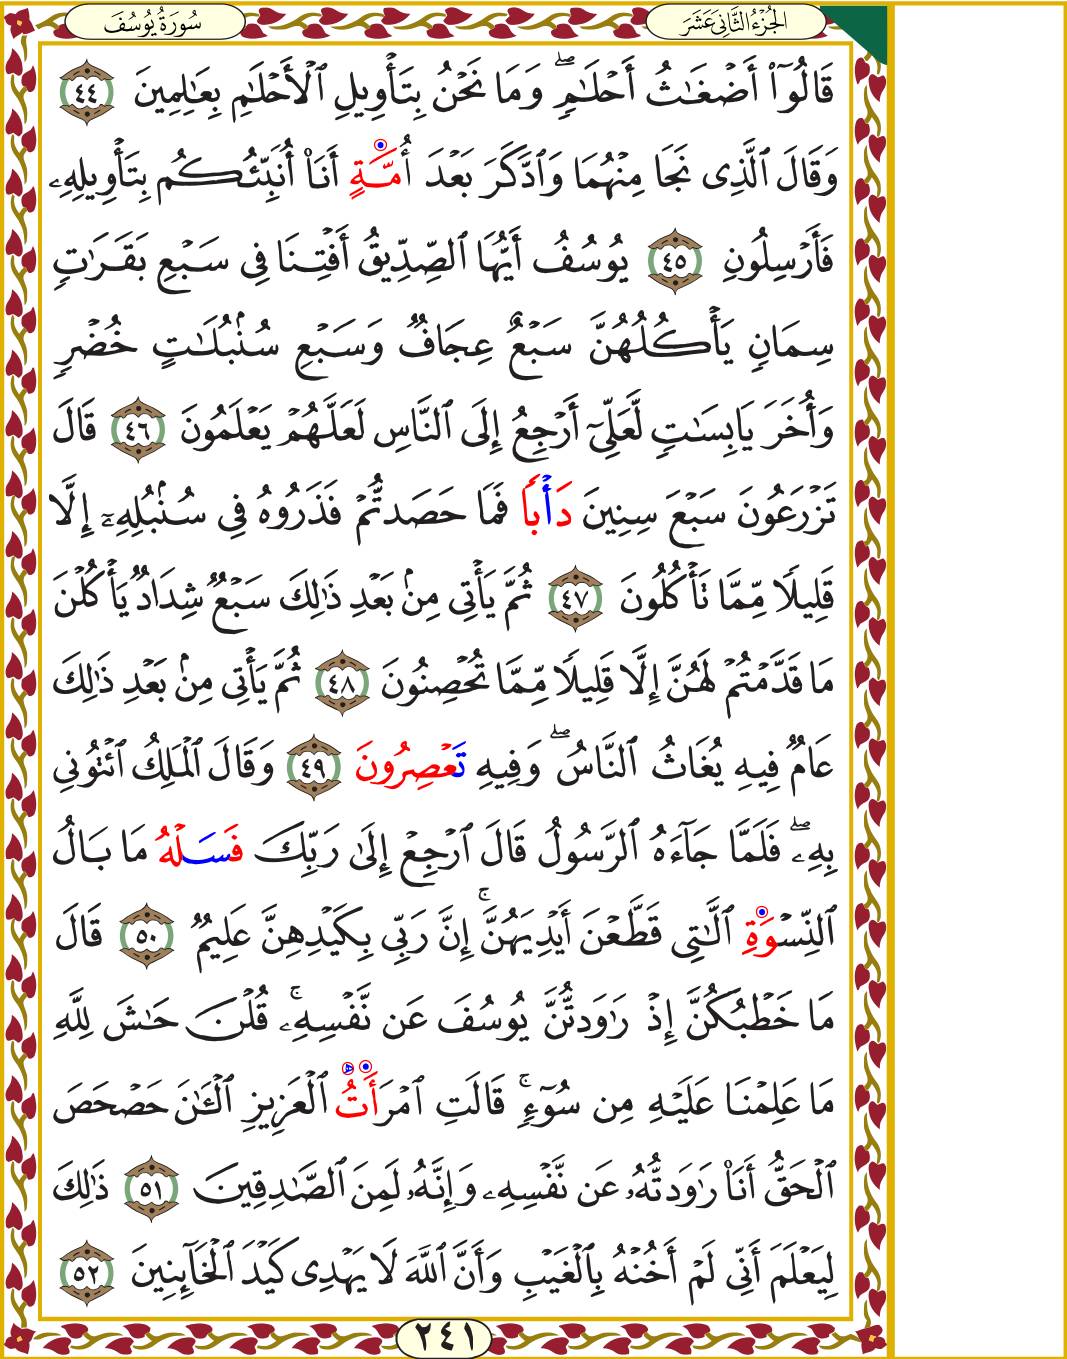 الجُزْءُ الثَّانِيَ عَشَرَ
سُورَةُ يُوسُفَ
قَالُوٓاْ أَضۡغَٰثُ أَحۡلَٰمٖۖ وَمَا نَحۡنُ بِتَأۡوِيلِ ٱلۡأَحۡلَٰمِ بِعَٰلِمِينَ ٤٤
وَقَالَ ٱلَّذِي نَجَا مِنۡهُمَا وَٱدَّكَرَ بَعۡدَ أُمَّةٍ أَنَا۠ أُنَبِّئُكُم بِتَأۡوِيلِهِۦ
فَأَرۡسِلُونِ ٤٥ يُوسُفُ أَيُّهَا ٱلصِّدِّيقُ أَفۡتِنَا فِي سَبۡعِ بَقَرَٰتٖ
سِمَانٖ يَأۡكُلُهُنَّ سَبۡعٌ عِجَافٞ وَسَبۡعِ سُنۢبُلَٰتٍ خُضۡرٖ
وَأُخَرَ يَابِسَٰتٖ لَّعَلِّيٓ أَرۡجِعُ إِلَى ٱلنَّاسِ لَعَلَّهُمۡ يَعۡلَمُونَ ٤٦ قَالَ
تَزۡرَعُونَ سَبۡعَ سِنِينَ دَأۡبٗا فَمَا حَصَدتُّمۡ فَذَرُوهُ فِي سُنۢبُلِهِۦٓ إِلَّا
قَلِيلٗا مِّمَّا تَأۡكُلُونَ ٤٧ ثُمَّ يَأۡتِي مِنۢ بَعۡدِ ذَٰلِكَ سَبۡعٞ شِدَادٞ يَأۡكُلۡنَ
مَا قَدَّمۡتُمۡ لَهُنَّ إِلَّا قَلِيلٗا مِّمَّا تُحۡصِنُونَ ٤٨ ثُمَّ يَأۡتِي مِنۢ بَعۡدِ ذَٰلِكَ
عَامٞ فِيهِ يُغَاثُ ٱلنَّاسُ ۖ وَفِيهِ تَعۡصِرُونَ ٤٩ وَقَالَ ٱلۡمَلِكُ ٱئۡتُونِي
بِهِۦۖ فَلَمَّا جَآءَهُ ٱلرَّسُولُ قَالَ ٱرۡجِعۡ إِلَىٰ رَبِّكَ فَسَلۡهُ مَا بَالُ
ٱلنِّسۡوَةِ ٱلَّٰتِي قَطَّعۡنَ أَيۡدِيَهُنَّۚ إِنَّ رَبِّي بِكَيۡدِهِنَّ عَلِيمٞ ٥٠ قَالَ
مَا خَطۡبُكُنَّ إِذۡ رَٰوَدتُّنَّ يُوسُفَ عَن نَّفۡسِهِۦۚ قُلۡنَ حَٰشَ لِلَّهِ
مَا عَلِمۡنَا عَلَيۡهِ مِن سُوٓءٖۚ قَالَتِ ٱمۡرَأَتُ ٱلۡعَزِيزِ ٱلۡـَٰٔنَ حَصۡحَصَ
ٱلۡحَقُّ أَنَا۠ رَٰوَدتُّهُۥ عَن نَّفۡسِهِۦ وَإِنَّهُۥ لَمِنَ ٱلصَّٰدِقِينَ ٥١ ذَٰلِكَ
لِيَعۡلَمَ أَنِّي لَمۡ أَخُنۡهُ بِٱلۡغَيۡبِ وَأَنَّ ٱللَّهَ لَا يَهۡدِي كَيۡدَ ٱلۡخَآئِنِينَ ٥٢
٢٤١